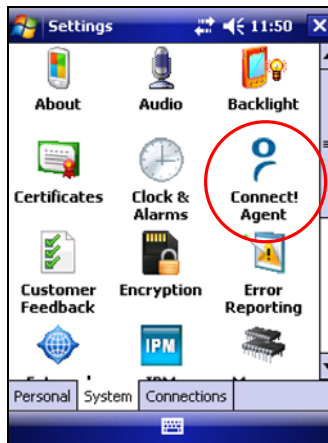 Settings 11:50
About Audio Backlight
Certificates Clock & Connect!
Alarms Agent
Customer Encryption Error
Feedback Reporting
IPM
Personal System Connections